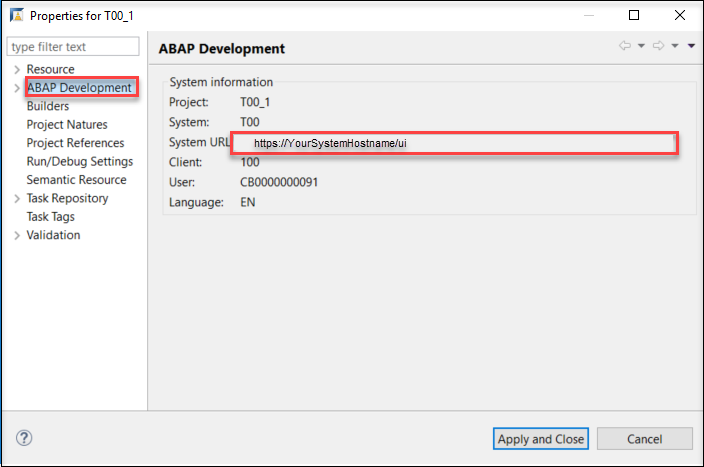 Properties for T00_1
type filter text
Resource
ABAP Development
Builders
Project Natures
Project References
Run/Debug Settings
Semantic Resource
Task Repository
Task Tags
Validation
ABAP Development
System information
Project: T00_1
System: T00
System URL https://YourSystemHostname/ui
Client: 100
User: CB0000000091
Language: EN
?
Apply and Close
Cancel